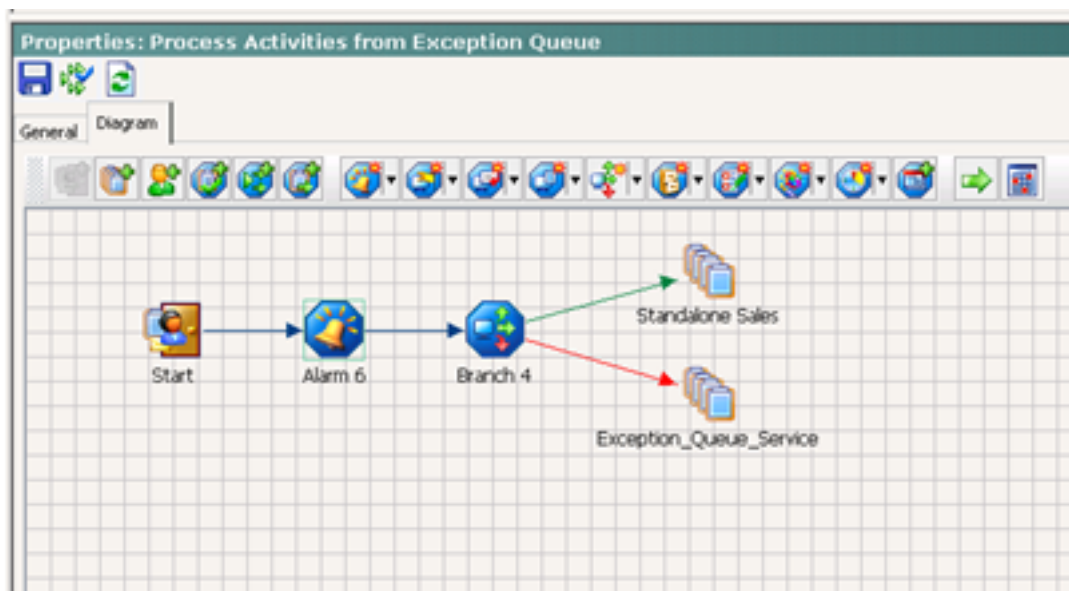 Properties: Process Activities from Exception Queue
General Diagram
Standalone Sales
Start Alarm 6 Branch 4
Exception_Queue_Service